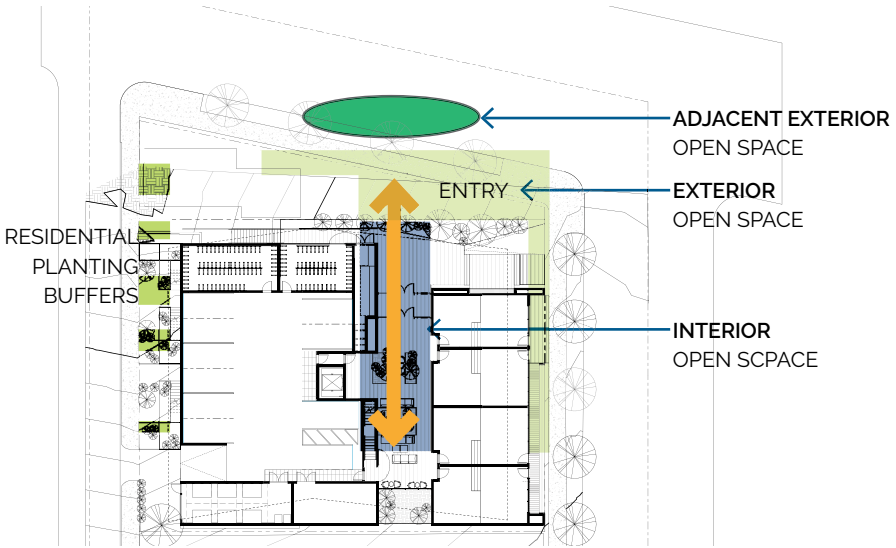 ADJACENT EXTERIOR
OPEN SPACE
ENTRY
EXTERIOR
OPEN SPACE
RESIDENTIAL
PLANTING
BUFFERS
INTERIOR
OPEN SCPACE